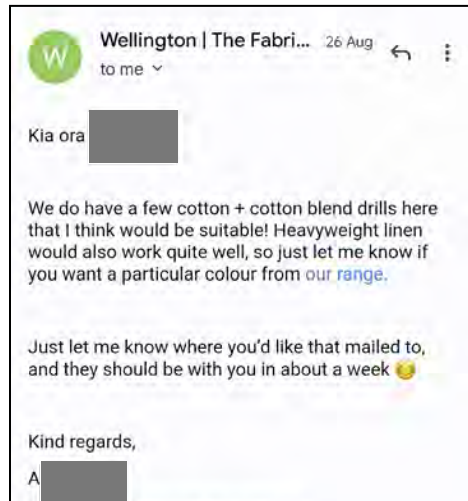 W
Wellington | The Fabri... 26 Aug
to me
Kia ora
We do have a few cotton + cotton blend drills here
that I think would be suitable! Heavyweight linen
would also work quite well, so just let me know if
you want a particular colour from our range.
Just let me know where you'd like that mailed to,
and they should be with you in about a week 😊
Kind regards,
A